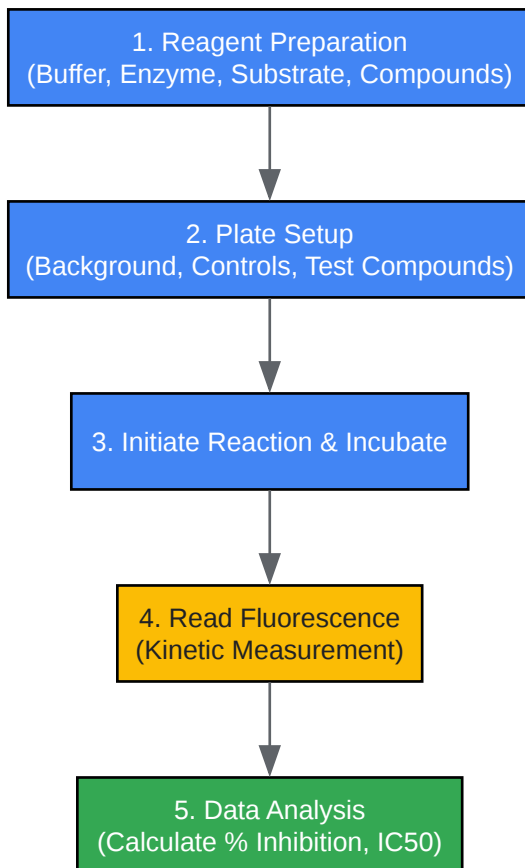 1. Reagent Preparation
(Buffer, Enzyme, Substrate, Compounds)
2. Plate Setup
(Background, Controls, Test Compounds)
3. Initiate Reaction & Incubate
4. Read Fluorescence
(Kinetic Measurement)
5. Data Analysis
(Calculate % Inhibition, IC50)